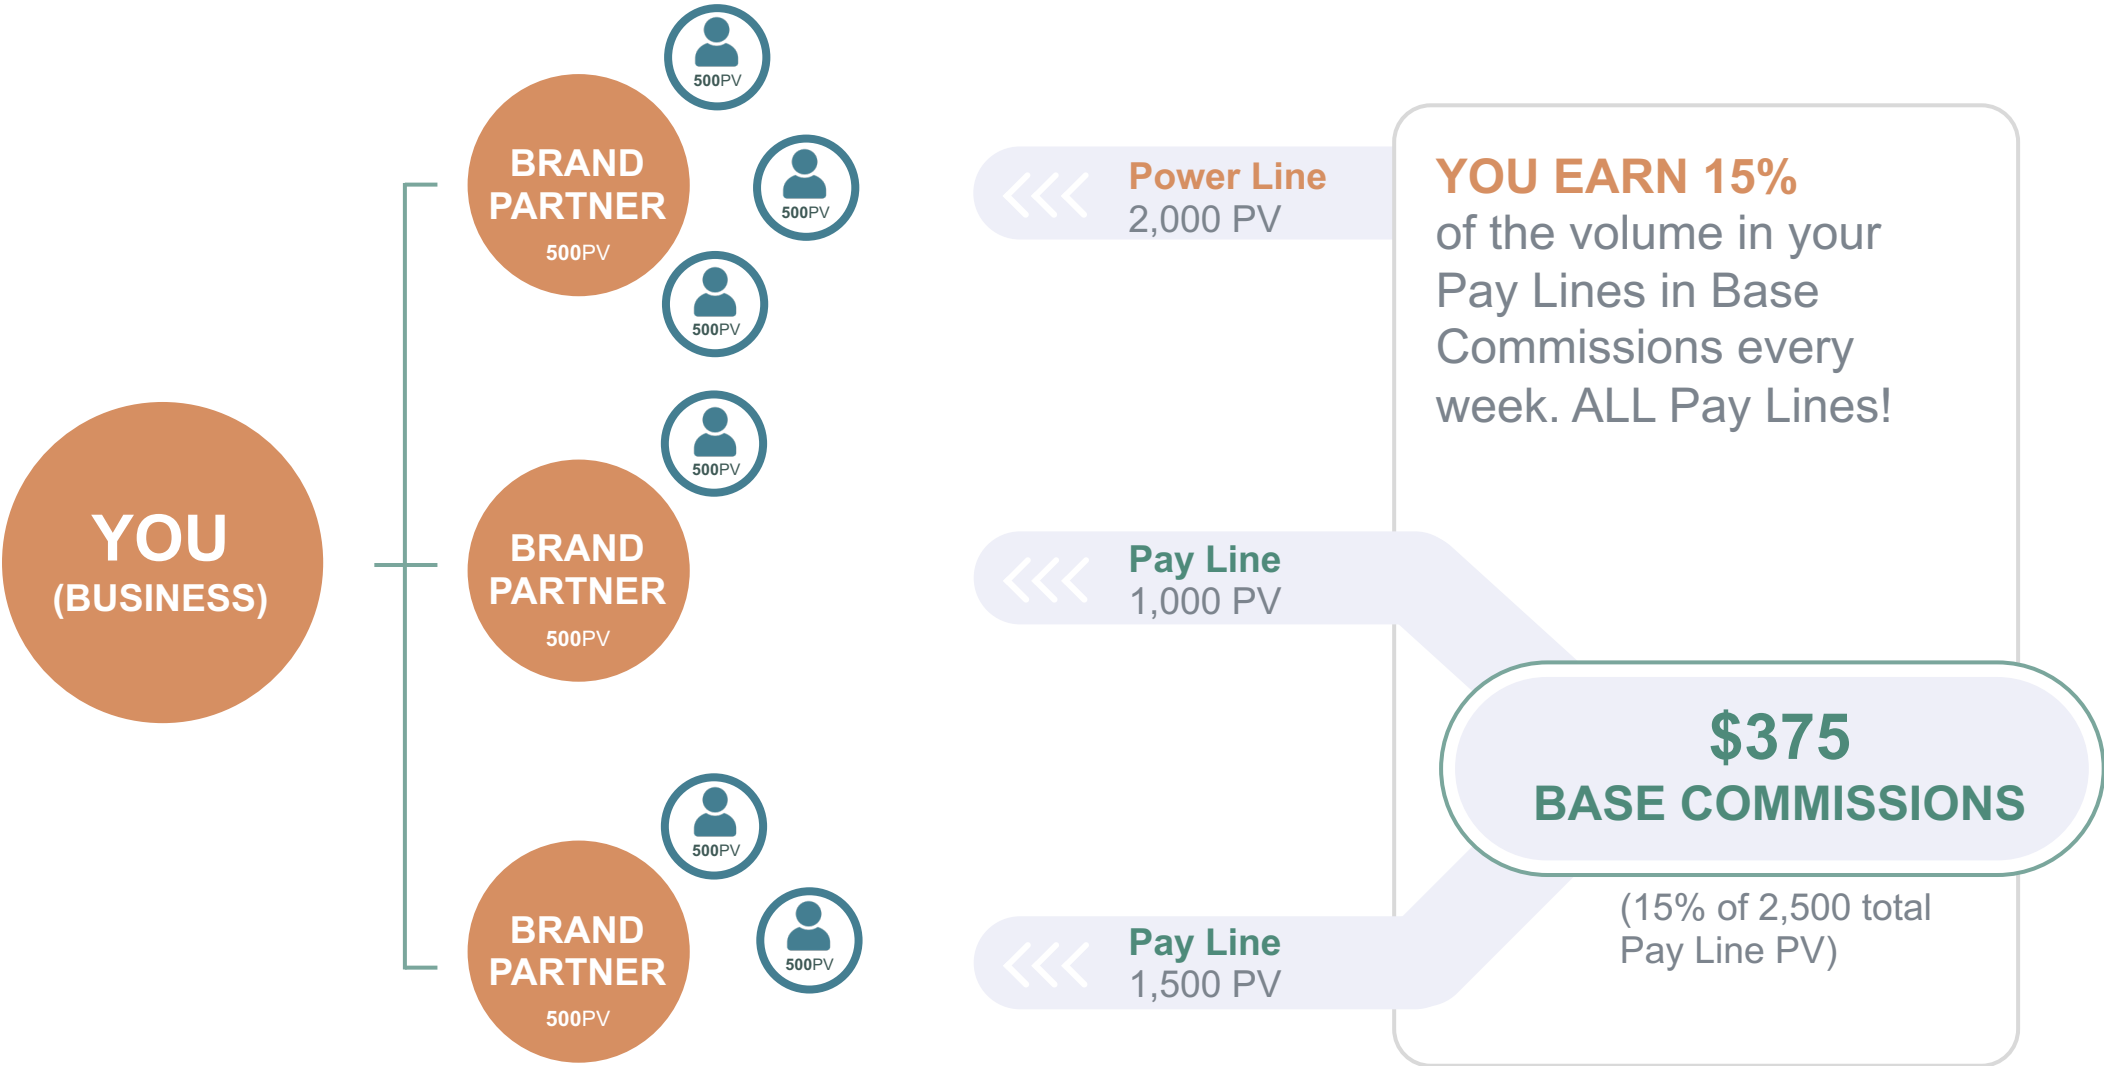 500PV
BRAND
PARTNER
500PV
500PV
500PV
500PV
BRAND
PARTNER
500PV
YOU
(BUSINESS)
500PV
BRAND
PARTNER
500PV
500PV
Power Line
2,000 PV
Pay Line
1,000 PV
Pay Line
1,500 PV
YOU EARN 15%
of the volume in your
Pay Lines in Base
Commissions every
week. ALL Pay Lines!
$375
BASE COMMISSIONS
(15% of 2,500 total
Pay Line PV)